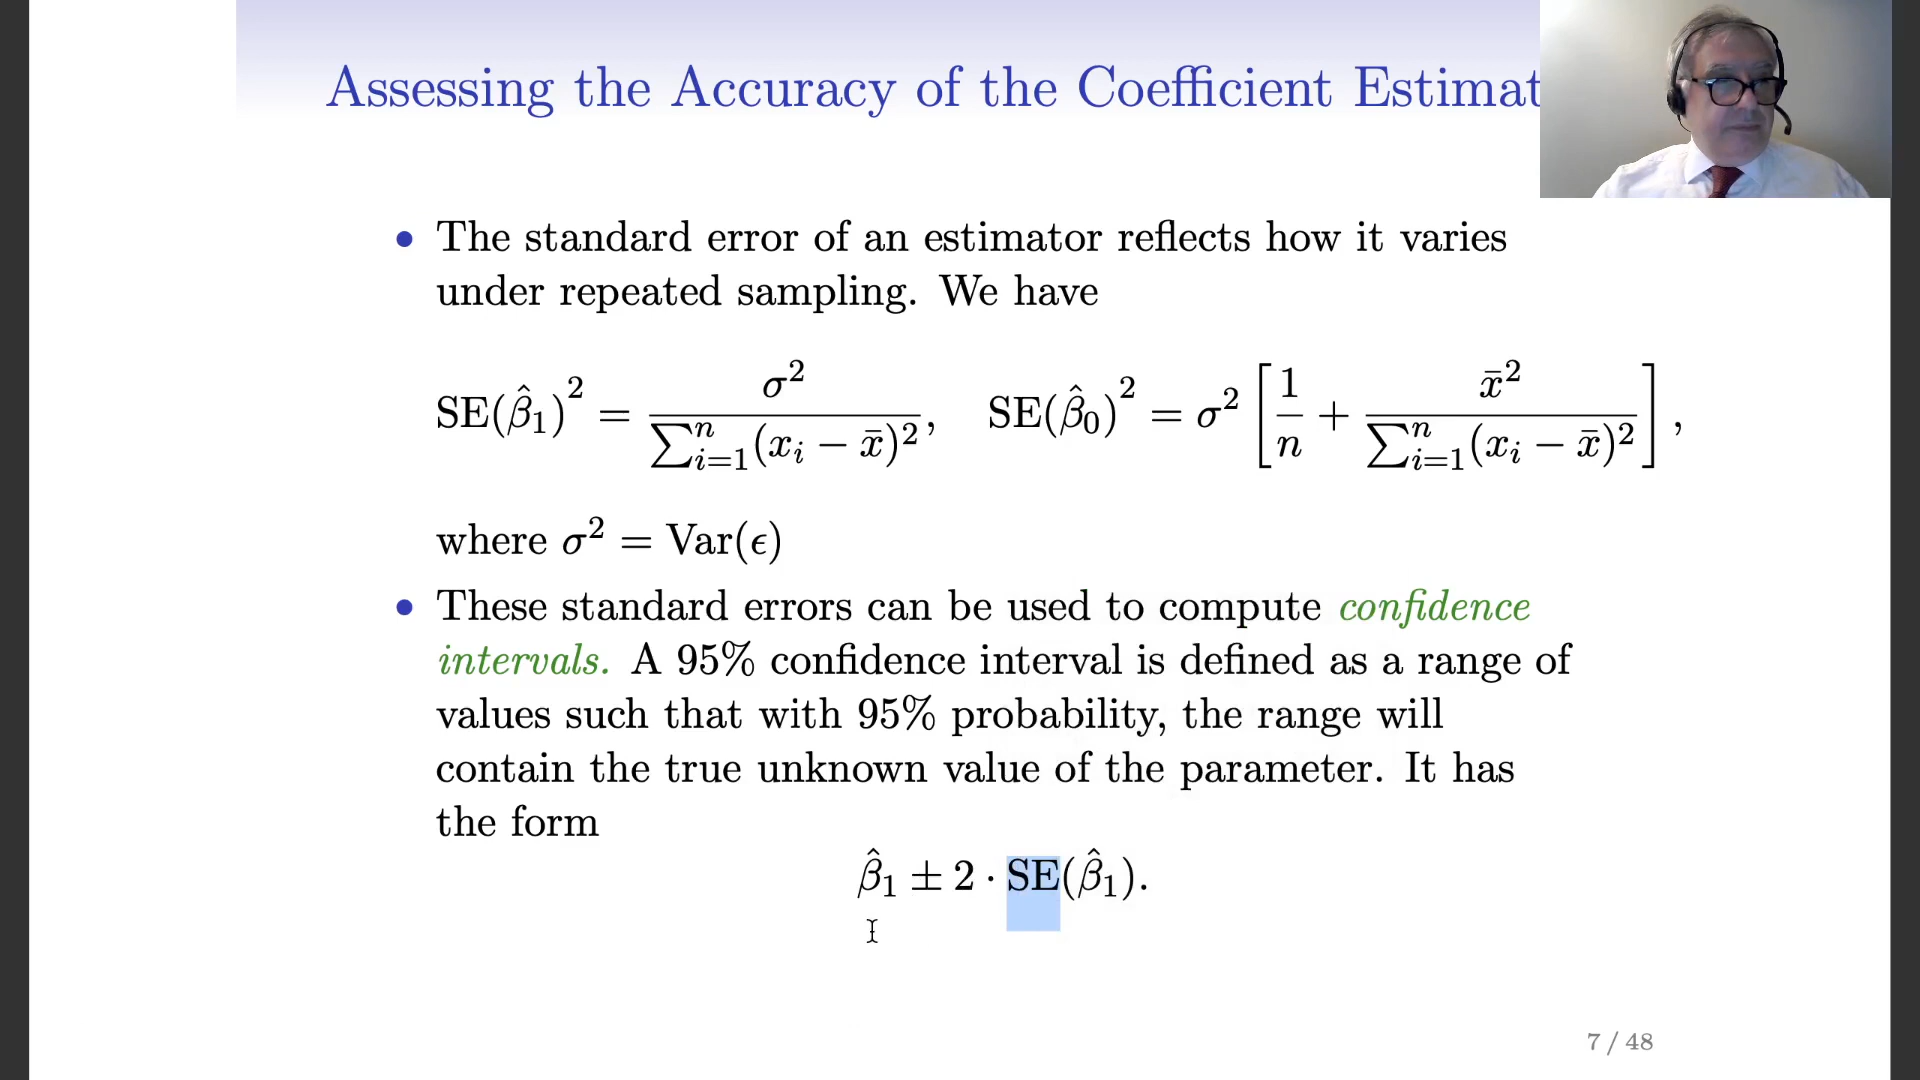 Assessing the Accuracy of the Coefficient Estimat
• The standard error of an estimator reflects how it varies
under repeated sampling. We have
SE(β̂₁)² = σ² / ∑ⁿᵢ₌₁(xᵢ − x̄)², SE(β̂₀)² = σ² [1/n + x̄² / ∑ⁿᵢ₌₁(xᵢ − x̄)²],
where σ² = Var(ϵ)
• These standard errors can be used to compute confidence
intervals. A 95% confidence interval is defined as a range of
values such that with 95% probability, the range will
contain the true unknown value of the parameter. It has
the form
β̂₁ ± 2 · SE(β̂₁).
7 / 48